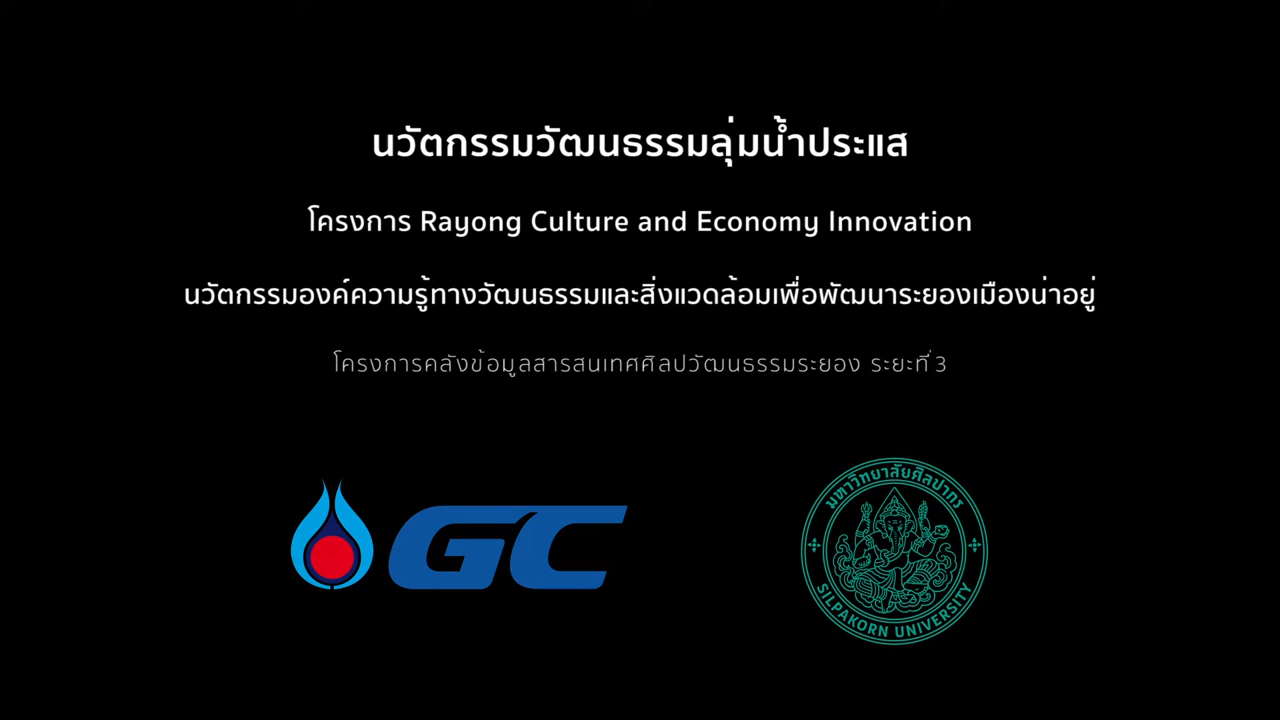 นวัตกรรมวัฒนธรรมลุ่มน้ำประแส
โครงการ Rayong Culture and Economy Innovation
นวัตกรรมองค์ความรู้ทางวัฒนธรรมและสิ่งแวดล้อมเพื่อพัฒนาระยองเมืองน่าอยู่
โครงการคลังข้อมูลสารสนเทศศิลปวัฒนธรรมระยอง ระยะที่ 3
GC
มหาวิทยาลัยศิลปากร
SILPAKORN UNIVERSITY